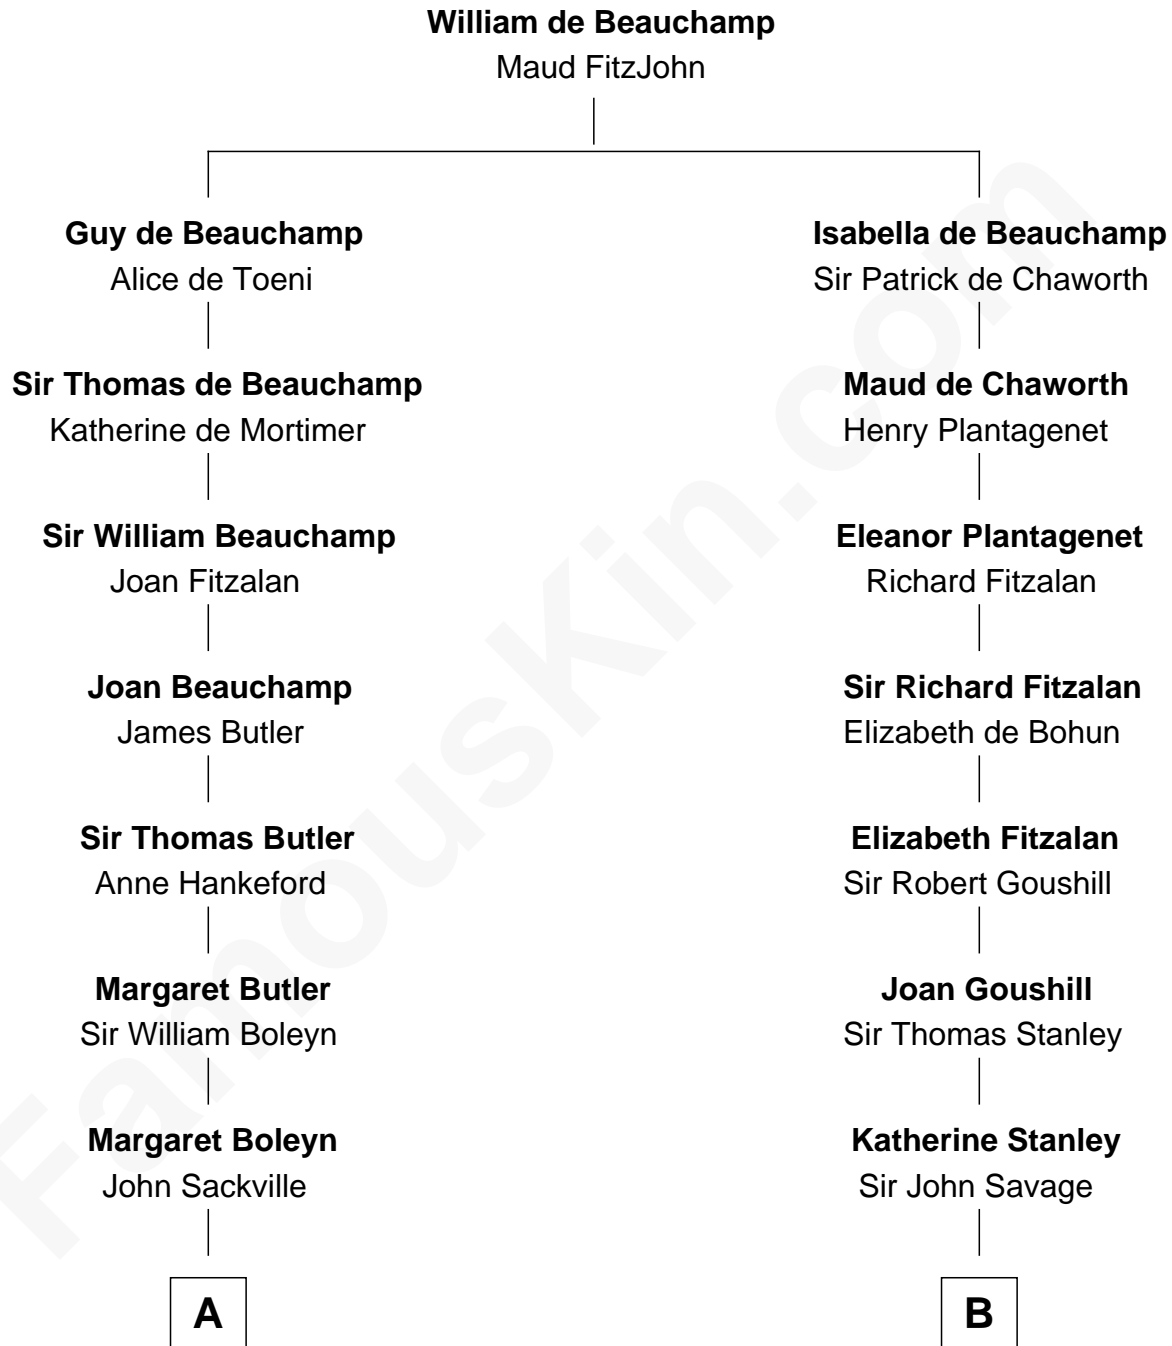 William de Beauchamp
Maud FitzJohn
Guy de Beauchamp
Alice de Toeni
Isabella de Beauchamp
Sir Patrick de Chaworth
Sir Thomas de Beauchamp
Katherine de Mortimer
Maud de Chaworth
Henry Plantagenet
Sir William Beauchamp
Joan Fitzalan
Eleanor Plantagenet
Richard Fitzalan
Joan Beauchamp
James Butler
Sir Richard Fitzalan
Elizabeth de Bohun
Sir Thomas Butler
Anne Hankeford
Elizabeth Fitzalan
Sir Robert Goushill
Margaret Butler
Sir William Boleyn
Joan Goushill
Sir Thomas Stanley
Margaret Boleyn
John Sackville
Katherine Stanley
Sir John Savage
A
B
FamousKin.com